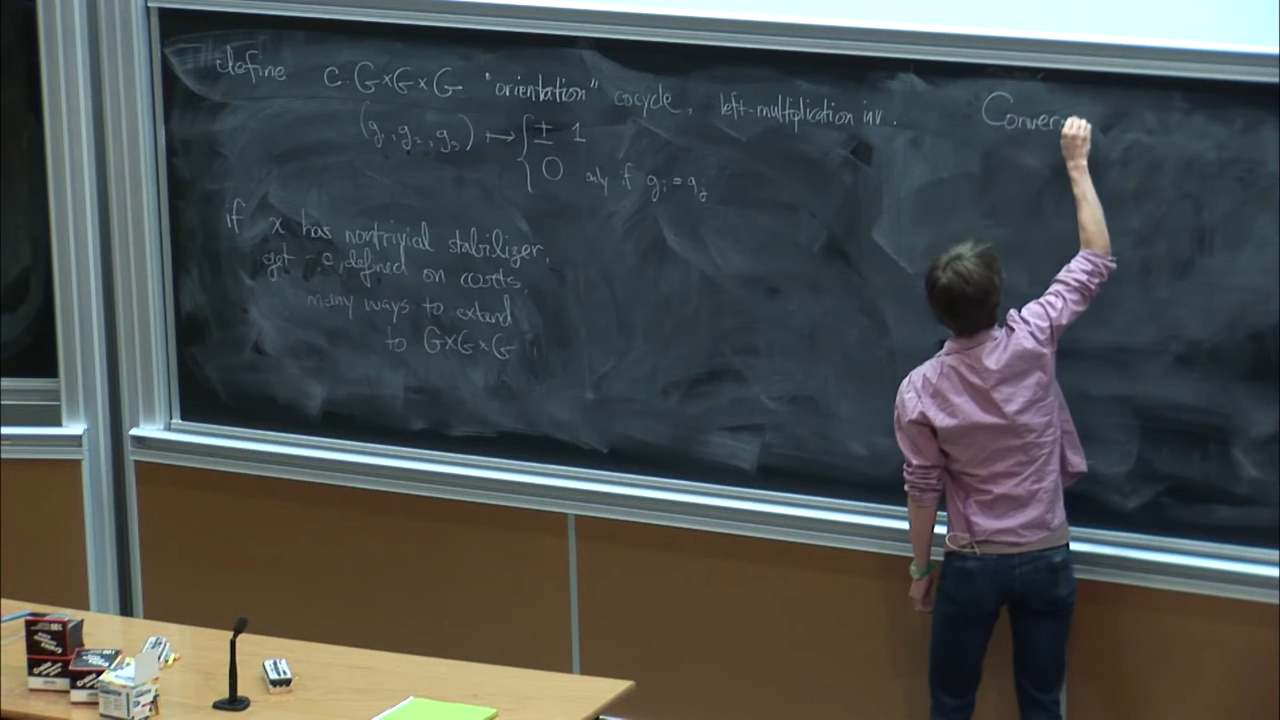 define c: G×G×G "orientation" cocycle, left-multiplication inv.
(g₁, g₂, g₃) ↦ { ± 1
0 only if gᵢ = gⱼ
if x has nontrivial stabilizer,
get c, defined on cosets,
many ways to extend
to G×G×G
Conver